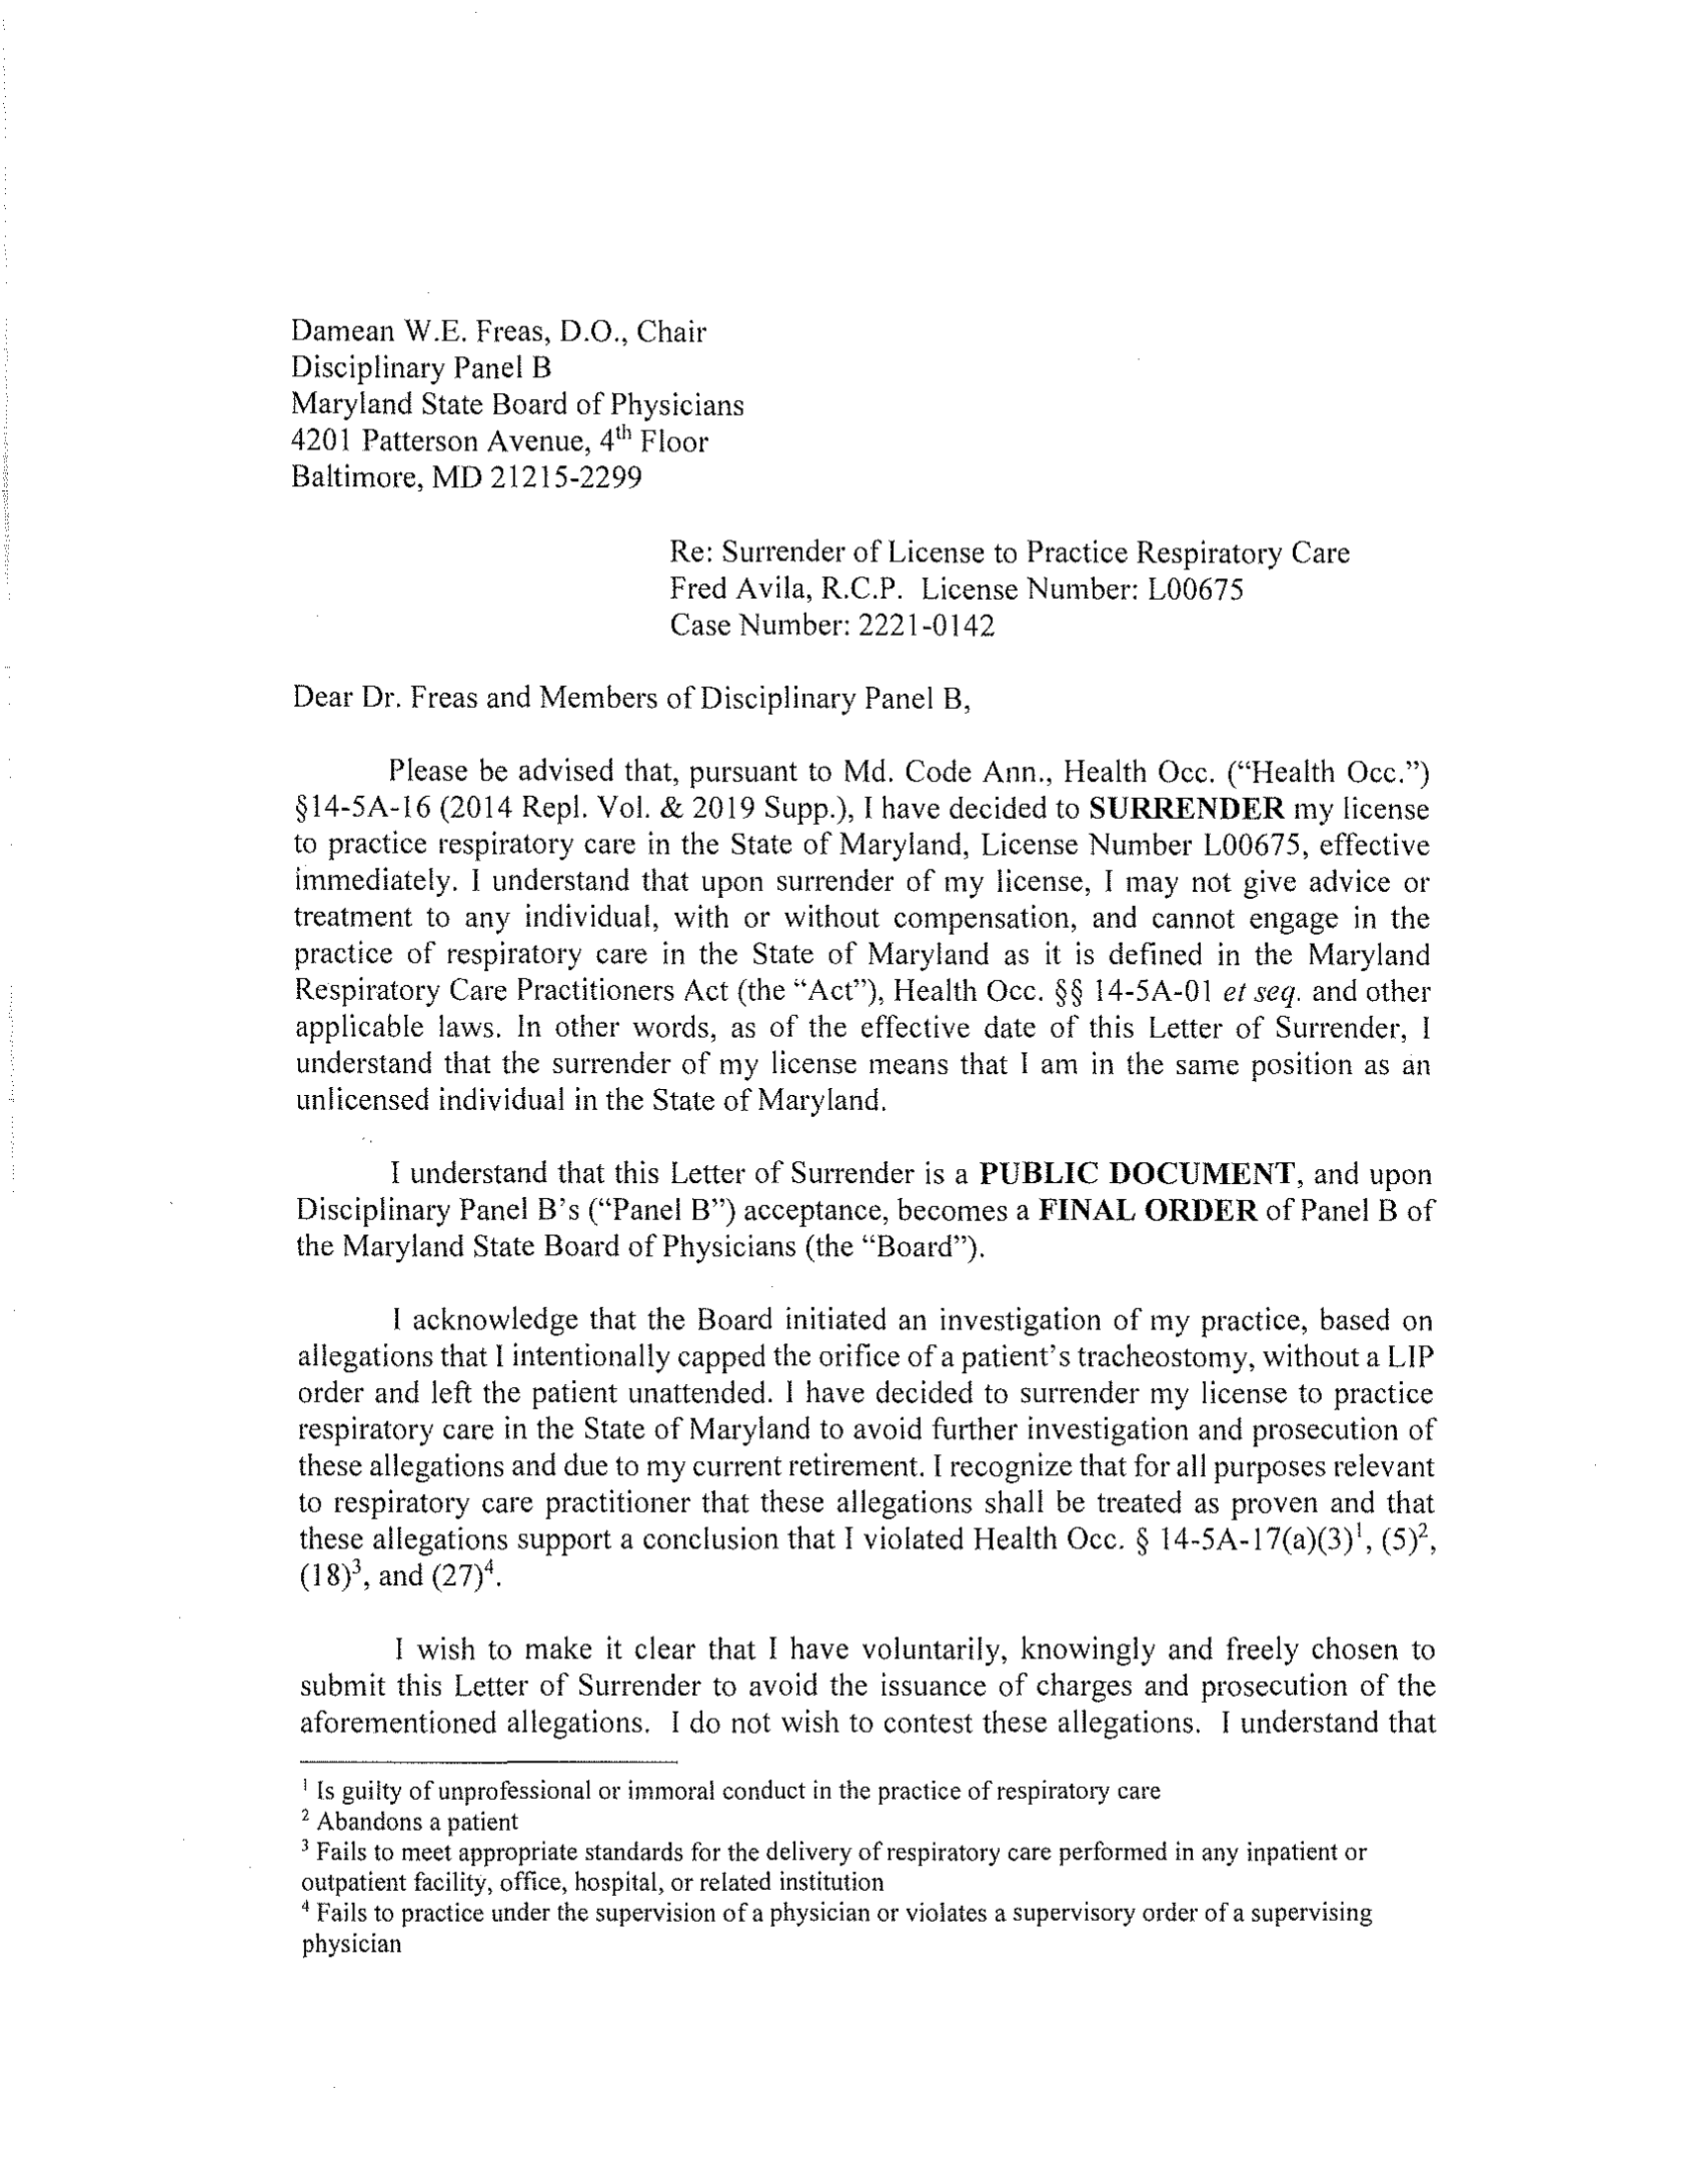 Damean W.E. Freas, D.O., Chair
Disciplinary Panel B
Maryland State Board of Physicians
4201 Patterson Avenue, 4th Floor
Baltimore, MD 21215-2299
Re: Surrender of License to Practice Respiratory Care
Fred Avila, R.C.P. License Number: L00675
Case Number: 2221-0142
Dear Dr. Freas and Members of Disciplinary Panel B,
Please be advised that, pursuant to Md. Code Ann., Health Occ. (“Health Occ.”)
§14-5A-16 (2014 Repl. Vol. & 2019 Supp.), I have decided to SURRENDER my license
to practice respiratory care in the State of Maryland, License Number L00675, effective
immediately. I understand that upon surrender of my license, I may not give advice or
treatment to any individual, with or without compensation, and cannot engage in the
practice of respiratory care in the State of Maryland as it is defined in the Maryland
Respiratory Care Practitioners Act (the “Act”), Health Occ. §§ 14-5A-01 et seq. and other
applicable laws. In other words, as of the effective date of this Letter of Surrender, I
understand that the surrender of my license means that I am in the same position as an
unlicensed individual in the State of Maryland.
I understand that this Letter of Surrender is a PUBLIC DOCUMENT, and upon
Disciplinary Panel B’s (“Panel B”) acceptance, becomes a FINAL ORDER of Panel B of
the Maryland State Board of Physicians (the “Board”).
I acknowledge that the Board initiated an investigation of my practice, based on
allegations that I intentionally capped the orifice of a patient’s tracheostomy, without a LIP
order and left the patient unattended. I have decided to surrender my license to practice
respiratory care in the State of Maryland to avoid further investigation and prosecution of
these allegations and due to my current retirement. I recognize that for all purposes relevant
to respiratory care practitioner that these allegations shall be treated as proven and that
these allegations support a conclusion that I violated Health Occ. § 14-5A-17(a)(3)1, (5)2,
(18)3, and (27)4.
I wish to make it clear that I have voluntarily, knowingly and freely chosen to
submit this Letter of Surrender to avoid the issuance of charges and prosecution of the
aforementioned allegations. I do not wish to contest these allegations. I understand that
1 Is guilty of unprofessional or immoral conduct in the practice of respiratory care
2 Abandons a patient
3 Fails to meet appropriate standards for the delivery of respiratory care performed in any inpatient or
outpatient facility, office, hospital, or related institution
4 Fails to practice under the supervision of a physician or violates a supervisory order of a supervising
physician